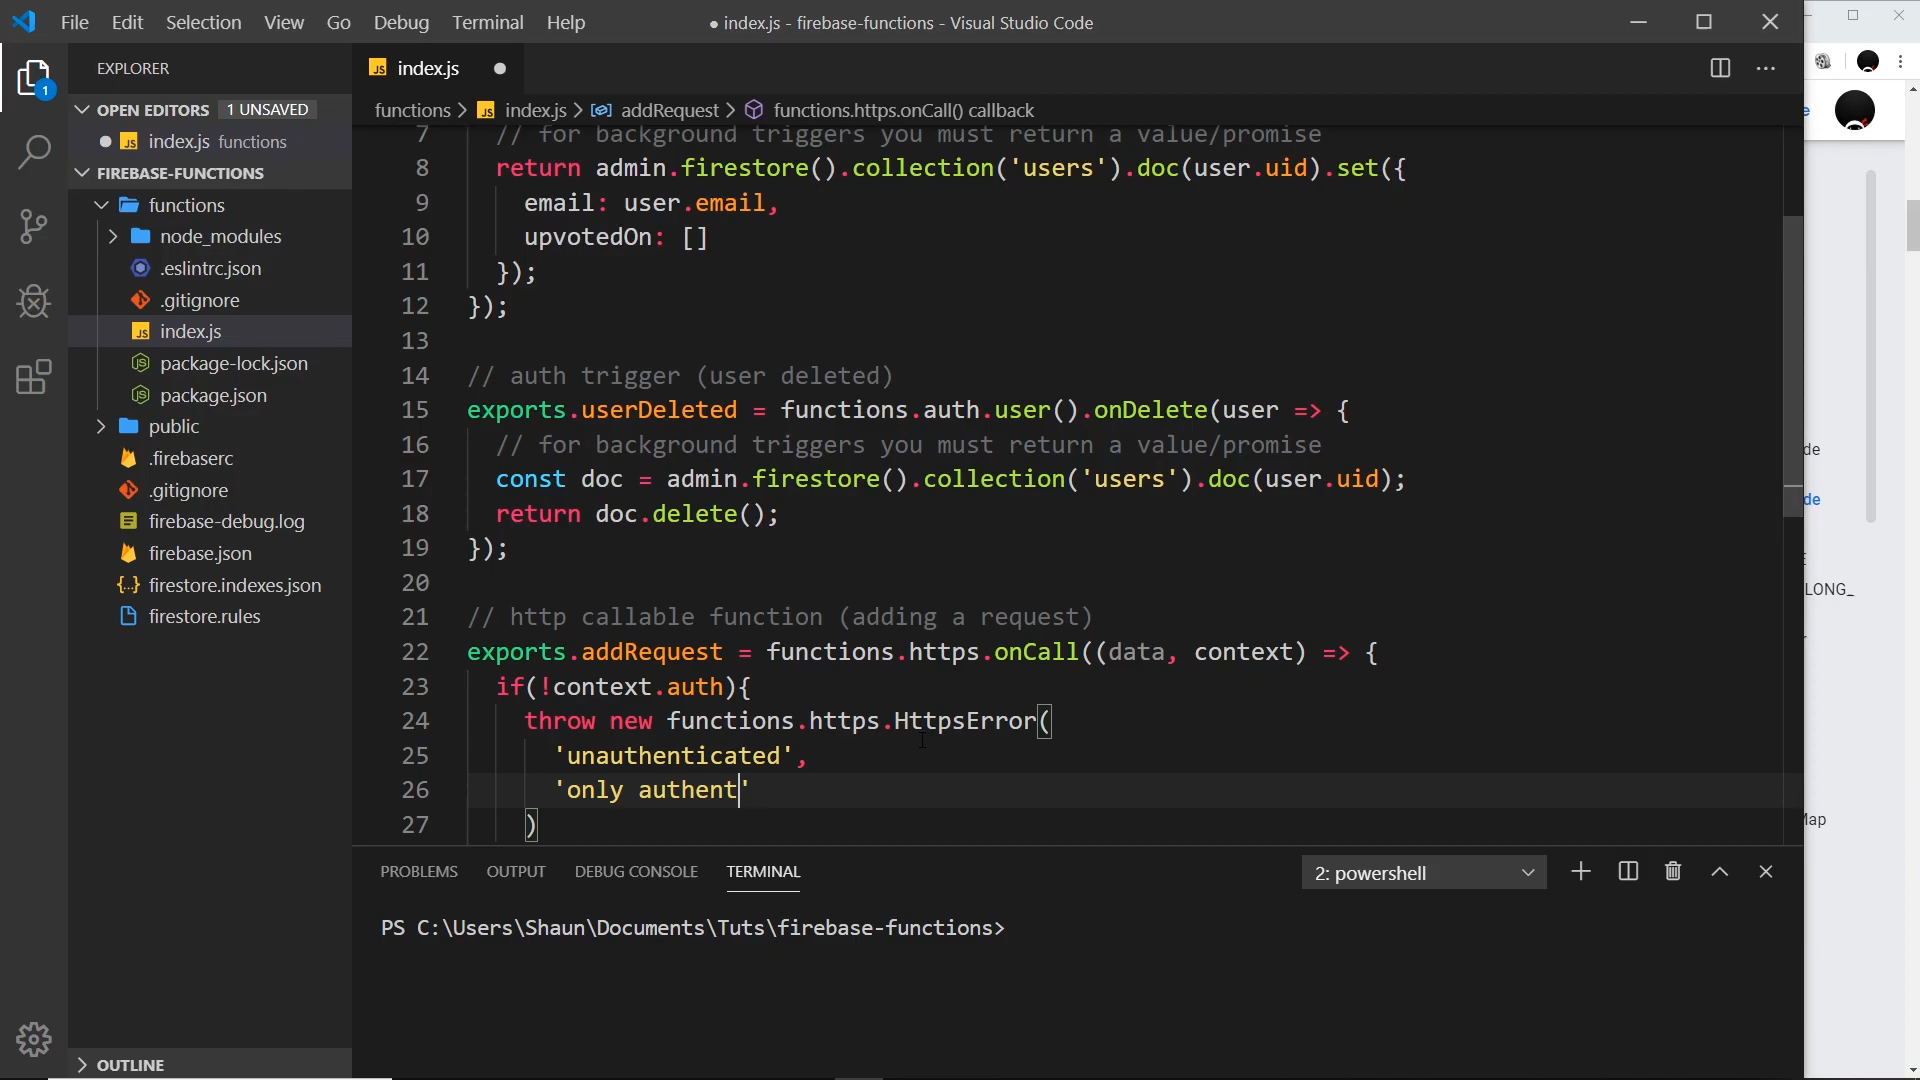 File Edit Selection View Go Debug Terminal Help
● index.js - firebase-functions - Visual Studio Code
EXPLORER
OPEN EDITORS 1 UNSAVED
index.js functions
FIREBASE-FUNCTIONS
functions
node_modules
.eslintrc.json
.gitignore
index.js
package-lock.json
package.json
public
.firebaserc
.gitignore
firebase-debug.log
firebase.json
firestore.indexes.json
firestore.rules
OUTLINE
1
JS index.js
functions > JS index.js > addRequest > functions.https.onCall() callback
7 // for background triggers you must return a value/promise
8 return admin.firestore().collection('users').doc(user.uid).set({
9 email: user.email,
10 upvotedOn: []
11 });
12 });
13
14 // auth trigger (user deleted)
15 exports.userDeleted = functions.auth.user().onDelete(user => {
16 // for background triggers you must return a value/promise
17 const doc = admin.firestore().collection('users').doc(user.uid);
18 return doc.delete();
19 });
20
21 // http callable function (adding a request)
22 exports.addRequest = functions.https.onCall((data, context) => {
23 if(!context.auth){
24 throw new functions.https.HttpsError(
25 'unauthenticated',
26 'only authent'
27 )
PROBLEMS OUTPUT DEBUG CONSOLE TERMINAL
2: powershell
PS C:\Users\Shaun\Documents\Tuts\firebase-functions>
e
de
de
LONG_
Map